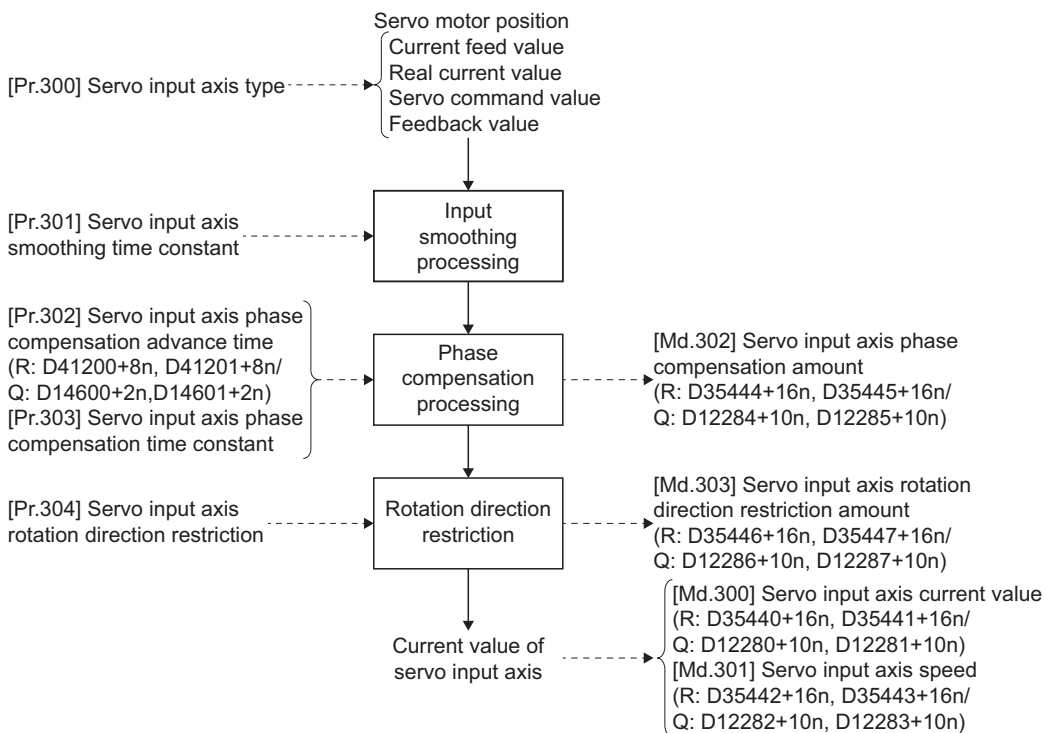 Servo motor position
Current feed value
Real current value
Servo command value
Feedback value
[Pr.300] Servo input axis type
[Pr.301] Servo input axis
smoothing time constant
Input
smoothing
processing
[Pr.302] Servo input axis phase
compensation advance time
(R: D41200+8n, D41201+8n/
Q: D14600+2n,D14601+2n)
[Pr.303] Servo input axis phase
compensation time constant
Phase
compensation
processing
[Md.302] Servo input axis phase
compensation amount
(R: D35444+16n, D35445+16n/
Q: D12284+10n, D12285+10n)
[Pr.304] Servo input axis
rotation direction restriction
Rotation direction
restriction
[Md.303] Servo input axis rotation
direction restriction amount
(R: D35446+16n, D35447+16n/
Q: D12286+10n, D12287+10n)
Current value of
servo input axis
[Md.300] Servo input axis current value
(R: D35440+16n, D35441+16n/
Q: D12280+10n, D12281+10n)
[Md.301] Servo input axis speed
(R: D35442+16n, D35443+16n/
Q: D12282+10n, D12283+10n)